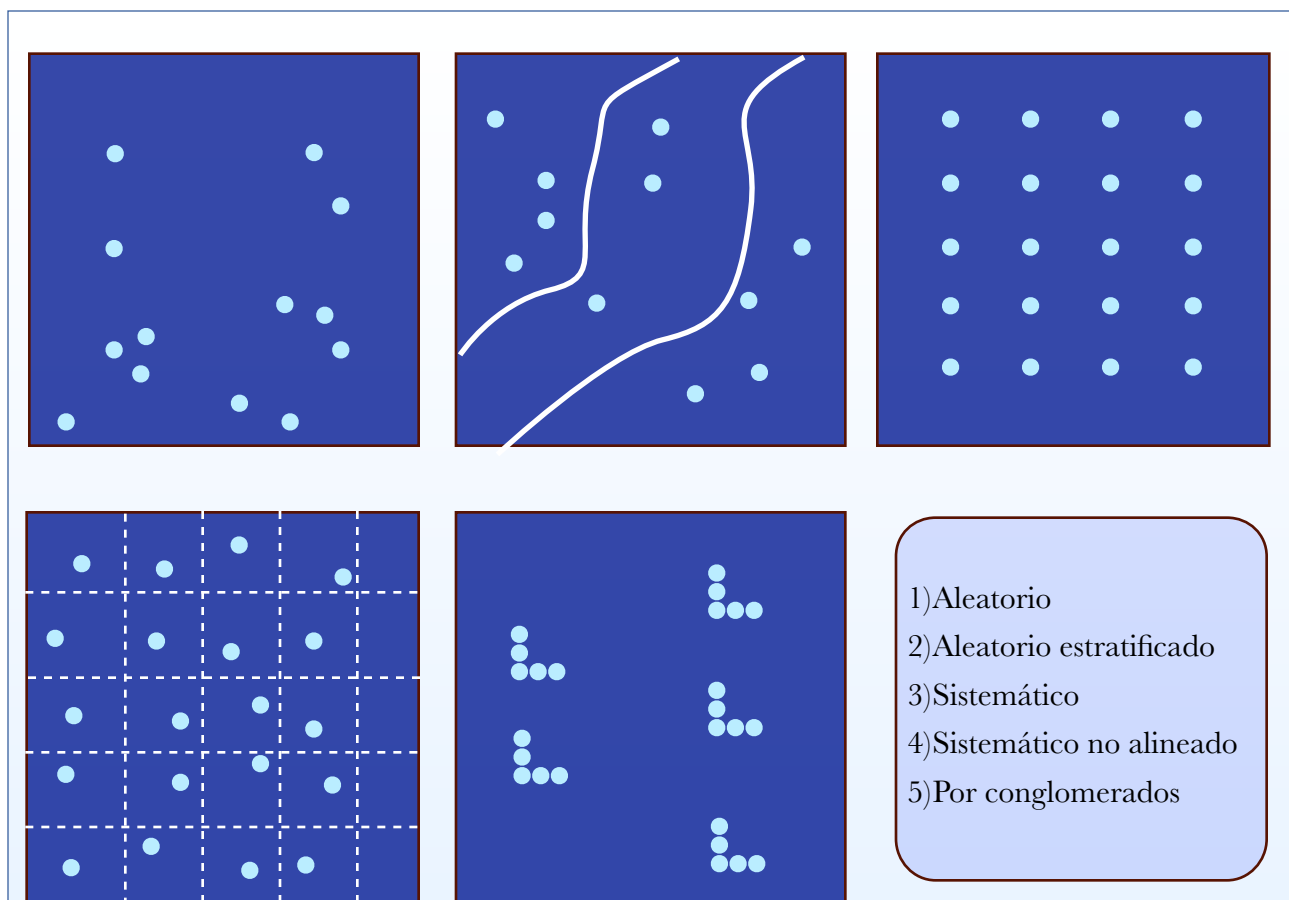 1)Aleatorio
2)Aleatorio estratificado
3)Sistemático
4)Sistemático no alineado
5)Por conglomerados